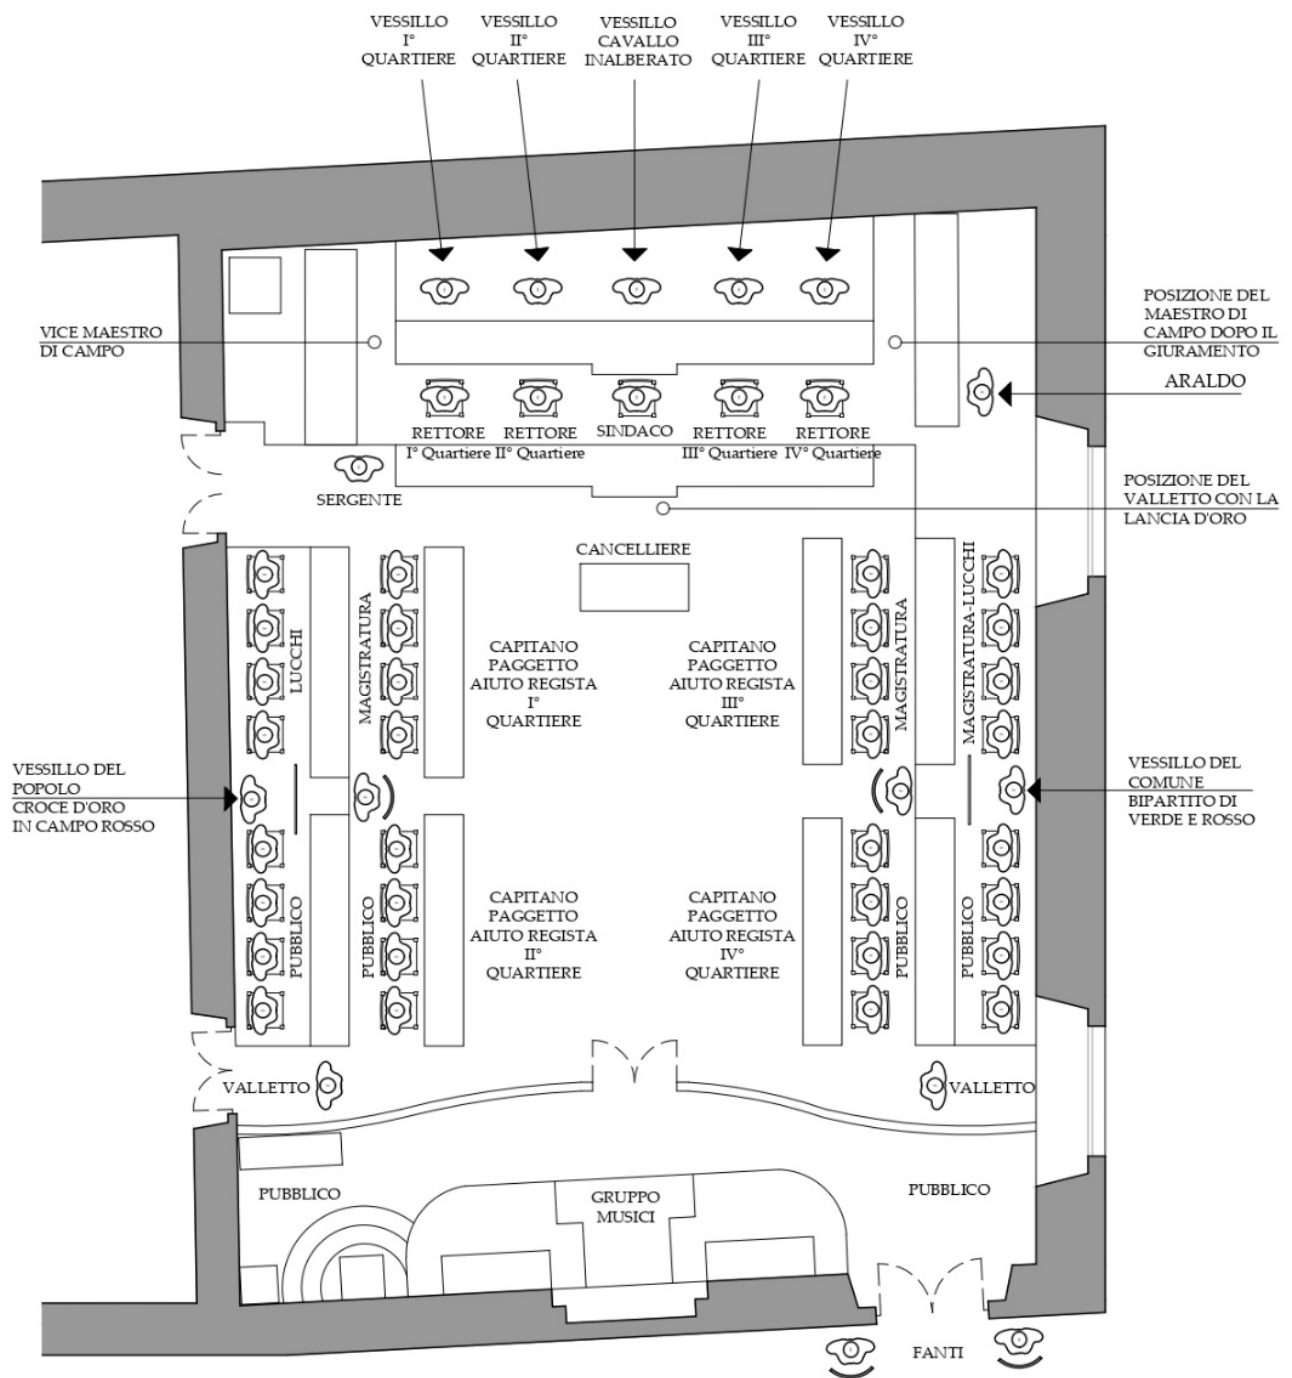 VESSILLO
I°
QUARTIERE
VESSILLO
II°
QUARTIERE
VESSILLO
CAVALLO
INALBERATO
VESSILLO
III°
QUARTIERE
VESSILLO
IV°
QUARTIERE
VICE MAESTRO
DI CAMPO
POSIZIONE DEL
MAESTRO DI
CAMPO DOPO IL
GIURAMENTO
ARALDO
RETTORE
I° Quartiere
RETTORE
II° Quartiere
SINDACO
RETTORE
III° Quartiere
RETTORE
IV° Quartiere
SERGENTE
POSIZIONE DEL
VALLETTO CON LA
LANCIA D'ORO
CANCELLIERE
LUCCHI
MAGISTRATURA
CAPITANO
PAGGETTO
AIUTO REGISTA
I°
QUARTIERE
CAPITANO
PAGGETTO
AIUTO REGISTA
III°
QUARTIERE
MAGISTRATURA
MAGISTRATURA-LUCCHI
VESSILLO DEL
POPOLO
CROCE D'ORO
IN CAMPO ROSSO
VESSILLO DEL
COMUNE
BIPARTITO DI
VERDE E ROSSO
PUBBLICO
PUBBLICO
CAPITANO
PAGGETTO
AIUTO REGISTA
II°
QUARTIERE
CAPITANO
PAGGETTO
AIUTO REGISTA
IV°
QUARTIERE
PUBBLICO
PUBBLICO
VALLETTO
VALLETTO
PUBBLICO
GRUPPO
MUSICI
PUBBLICO
FANTI